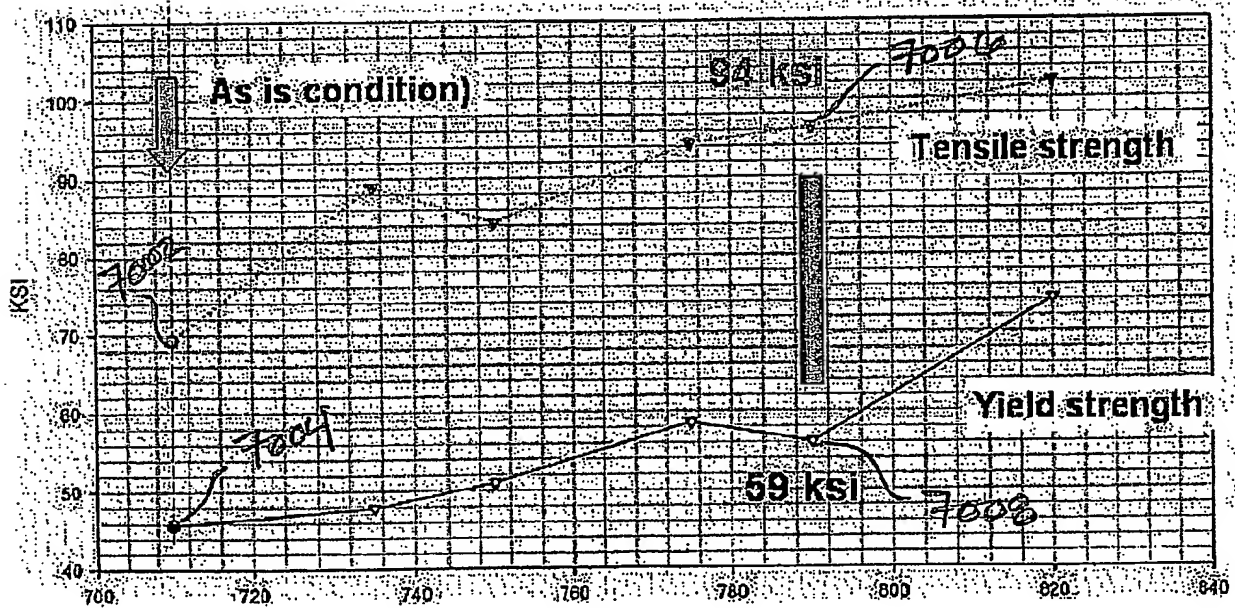 110
As is condition)
94 ksi
7006
100
Tensile strength
90
7002
80
KSI
70
60
Yield strength
7004
59 ksi
7008
50
40
700 720 740 760 780 800 820 840